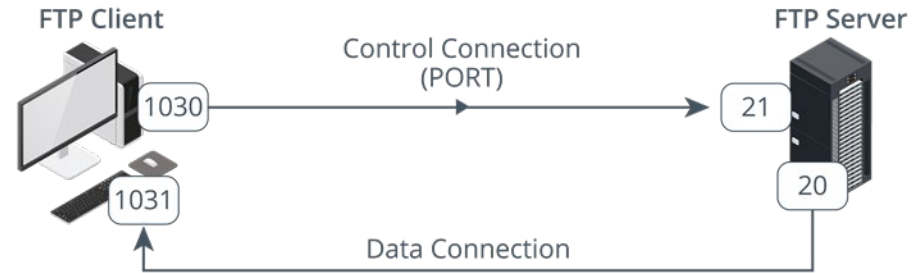 FTP Client
FTP Server
Control Connection
(PORT)
1030
21
1031
20
Data Connection